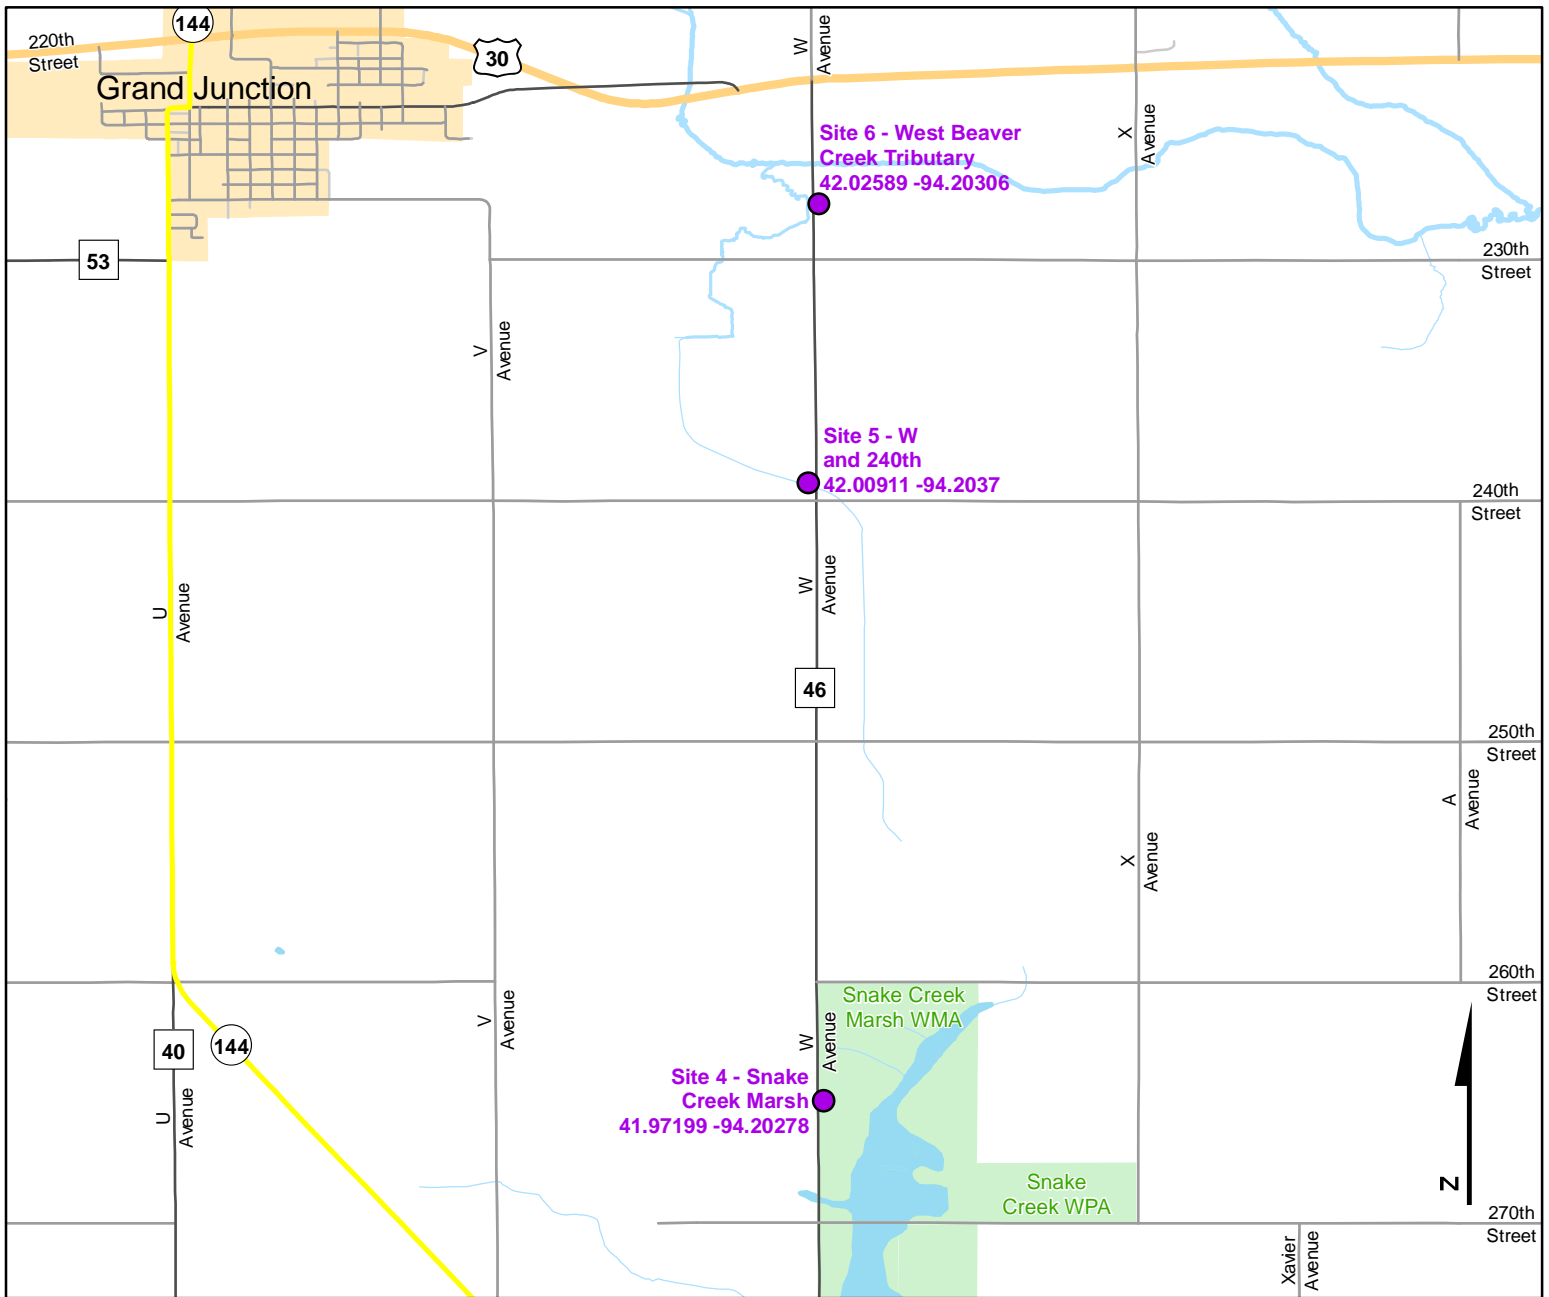 144
220th
Street
30
W
Avenue
Grand Junction
Site 6 - West Beaver
Creek Tributary
42.02589 -94.20306
X
Avenue
53
230th
Street
V
Avenue
Site 5 - W
and 240th
42.00911 -94.2037
240th
Street
U
Avenue
W
Avenue
46
250th
Street
A
Avenue
X
Avenue
260th
Street
Snake Creek
Marsh WMA
V
Avenue
W
Avenue
40
144
Site 4 - Snake
Creek Marsh
41.97199 -94.20278
U
Avenue
Snake
Creek WPA
N
270th
Street
Xavier
Avenue